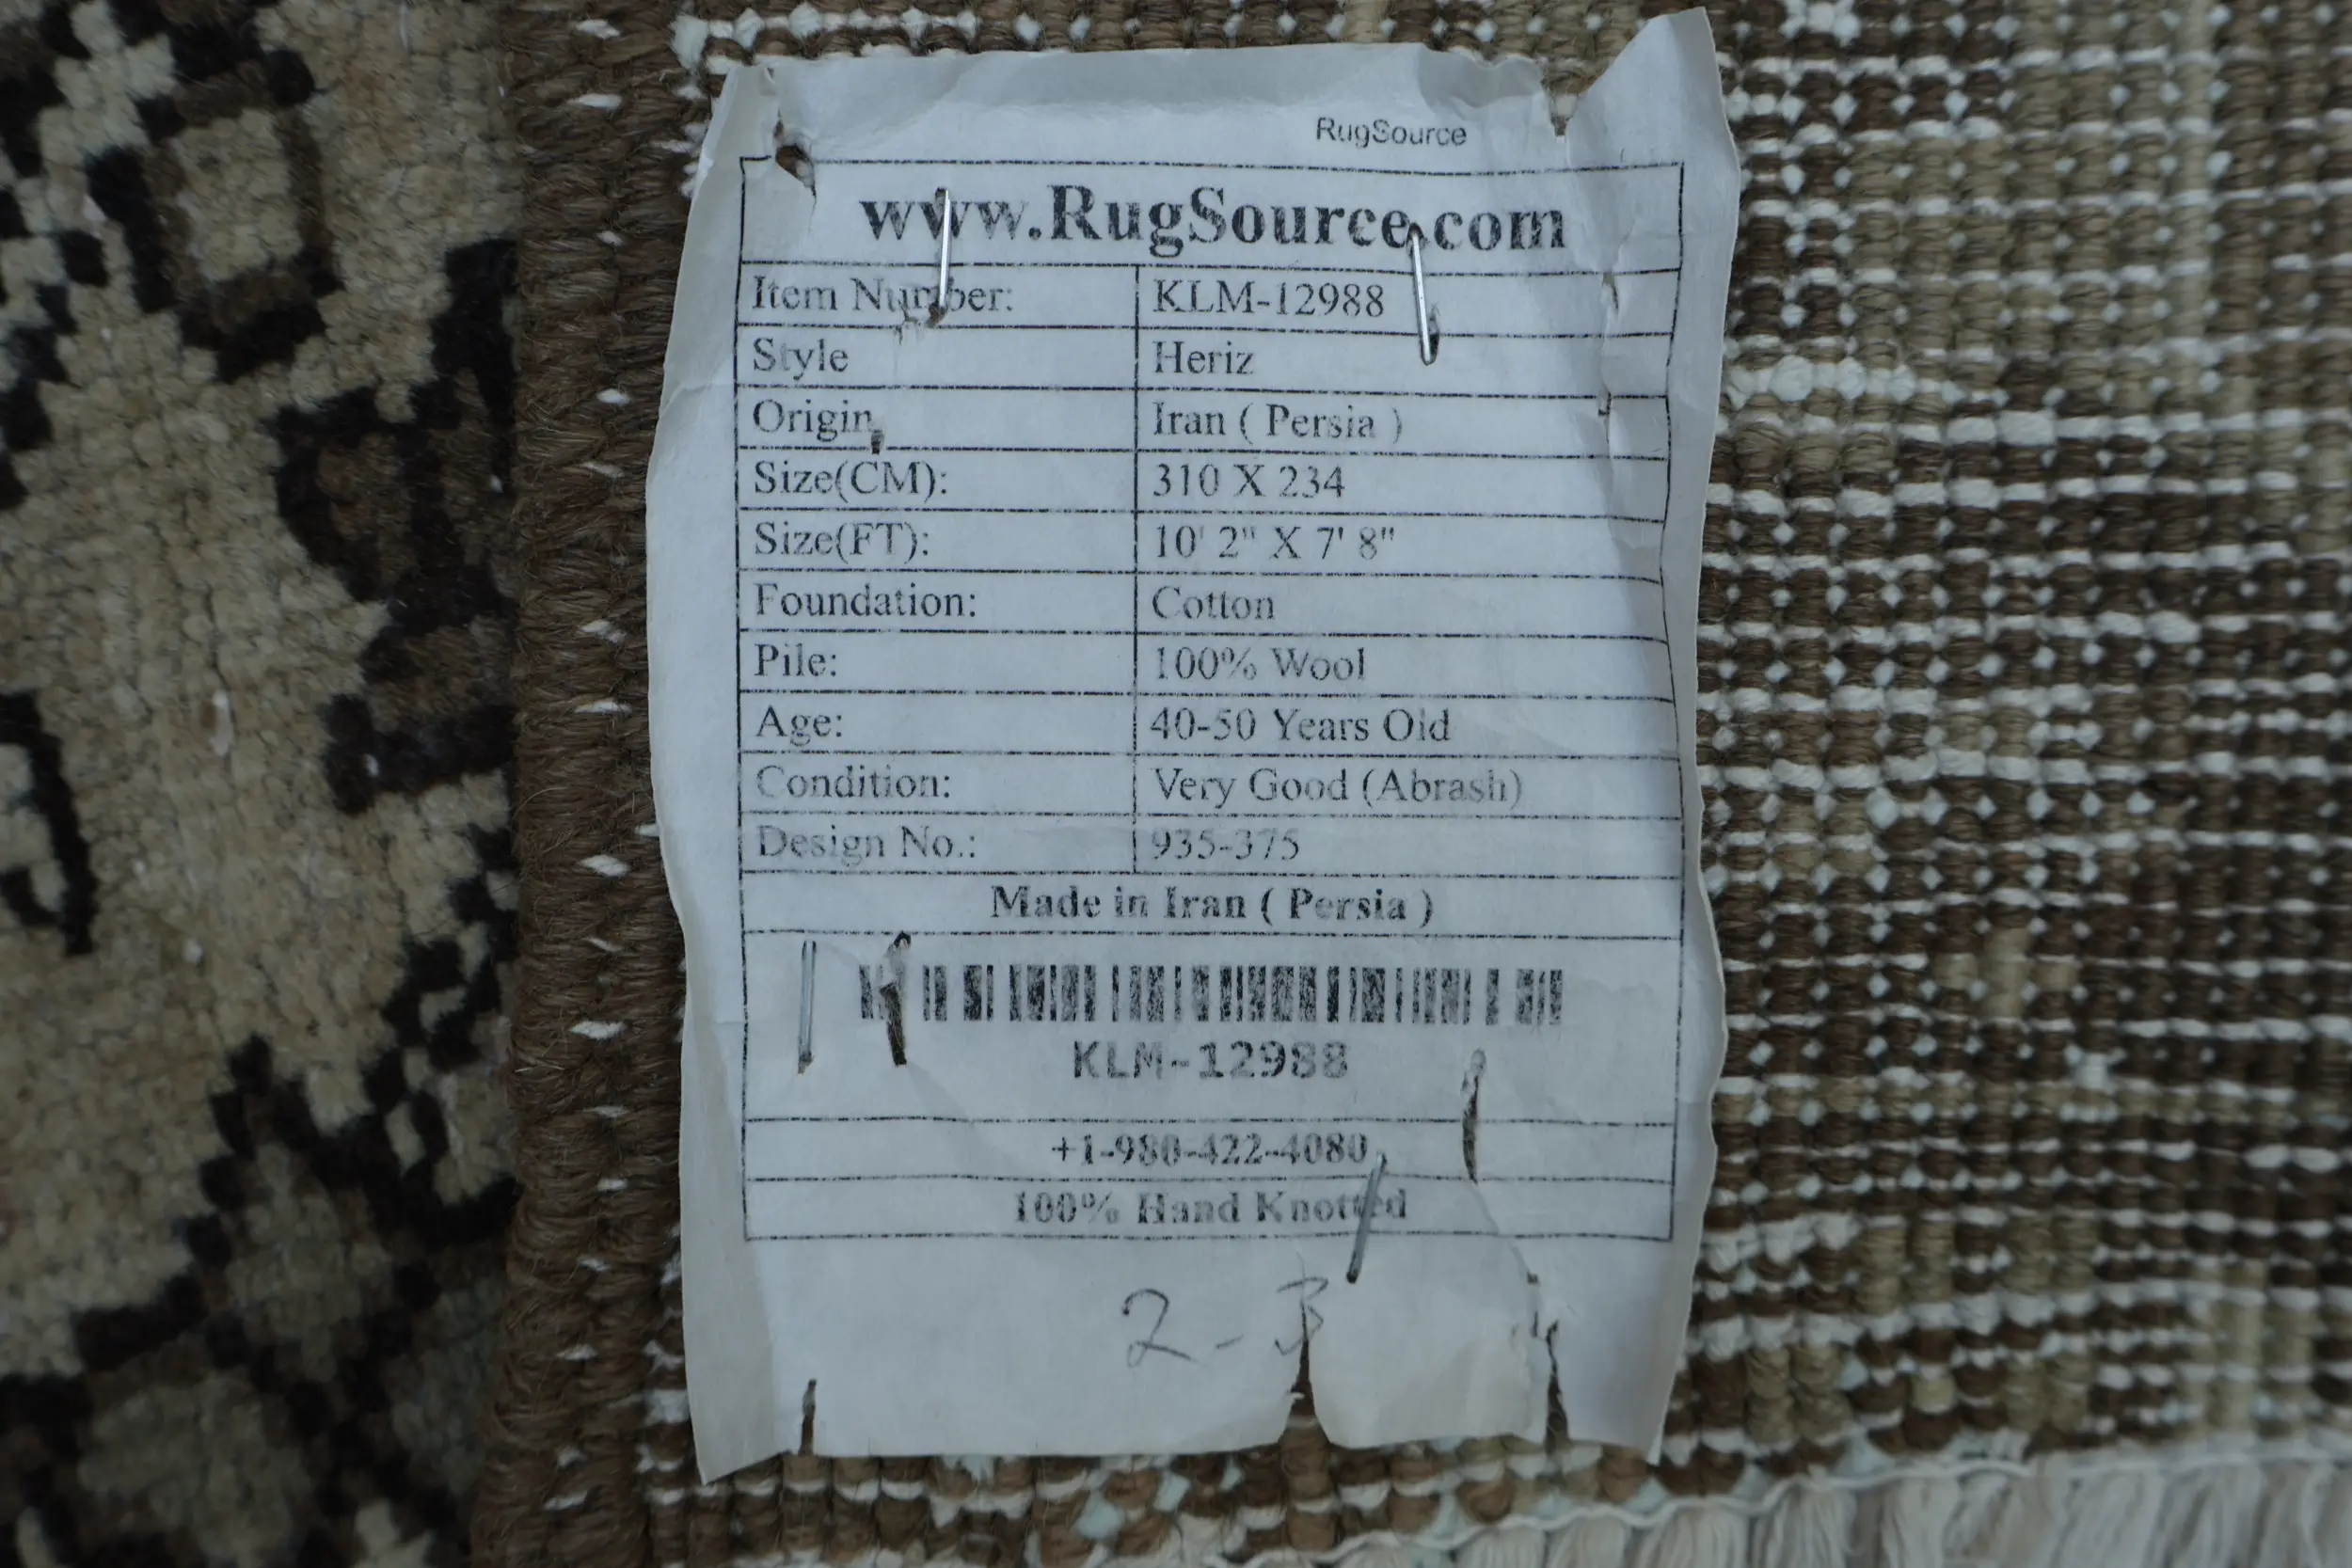 RugSource
www.RugSource.com
Item Number: KLM-12988
Style Heriz
Origin Iran ( Persia )
Size(CM): 310 X 234
Size(FT): 10' 2" X 7' 8"
Foundation: Cotton
Pile: 100% Wool
Age: 40-50 Years Old
Condition: Very Good (Abrash)
Design No.: 935-375
Made in Iran ( Persia )
KLM-12988
+1-980-422-4080
100% Hand Knotted
2-3